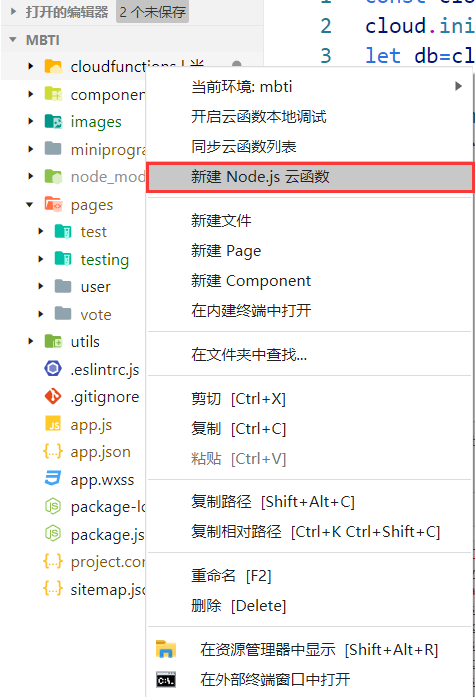 打开的编辑器 2 个未保存
MBTI
cloudfunctions |
componen
images
miniprogra
node_mod
pages
test
testing
user
vote
utils
.eslintrc.js
.gitignore
app.js
app.json
app.wxss
package-lo
package.js
project.con
sitemap.jso
1 const clo
2 cloud.ini
3 let db=cl
当前环境: mbti
开启云函数本地调试
同步云函数列表
新建 Node.js 云函数
新建文件
新建 Page
新建 Component
在内建终端中打开
在文件夹中查找...
剪切 [Ctrl+X]
复制 [Ctrl+C]
粘贴 [Ctrl+V]
复制路径 [Shift+Alt+C]
复制相对路径 [Ctrl+K Ctrl+Shift+C]
重命名 [F2]
删除 [Delete]
在资源管理器中显示 [Shift+Alt+R]
在外部终端窗口中打开